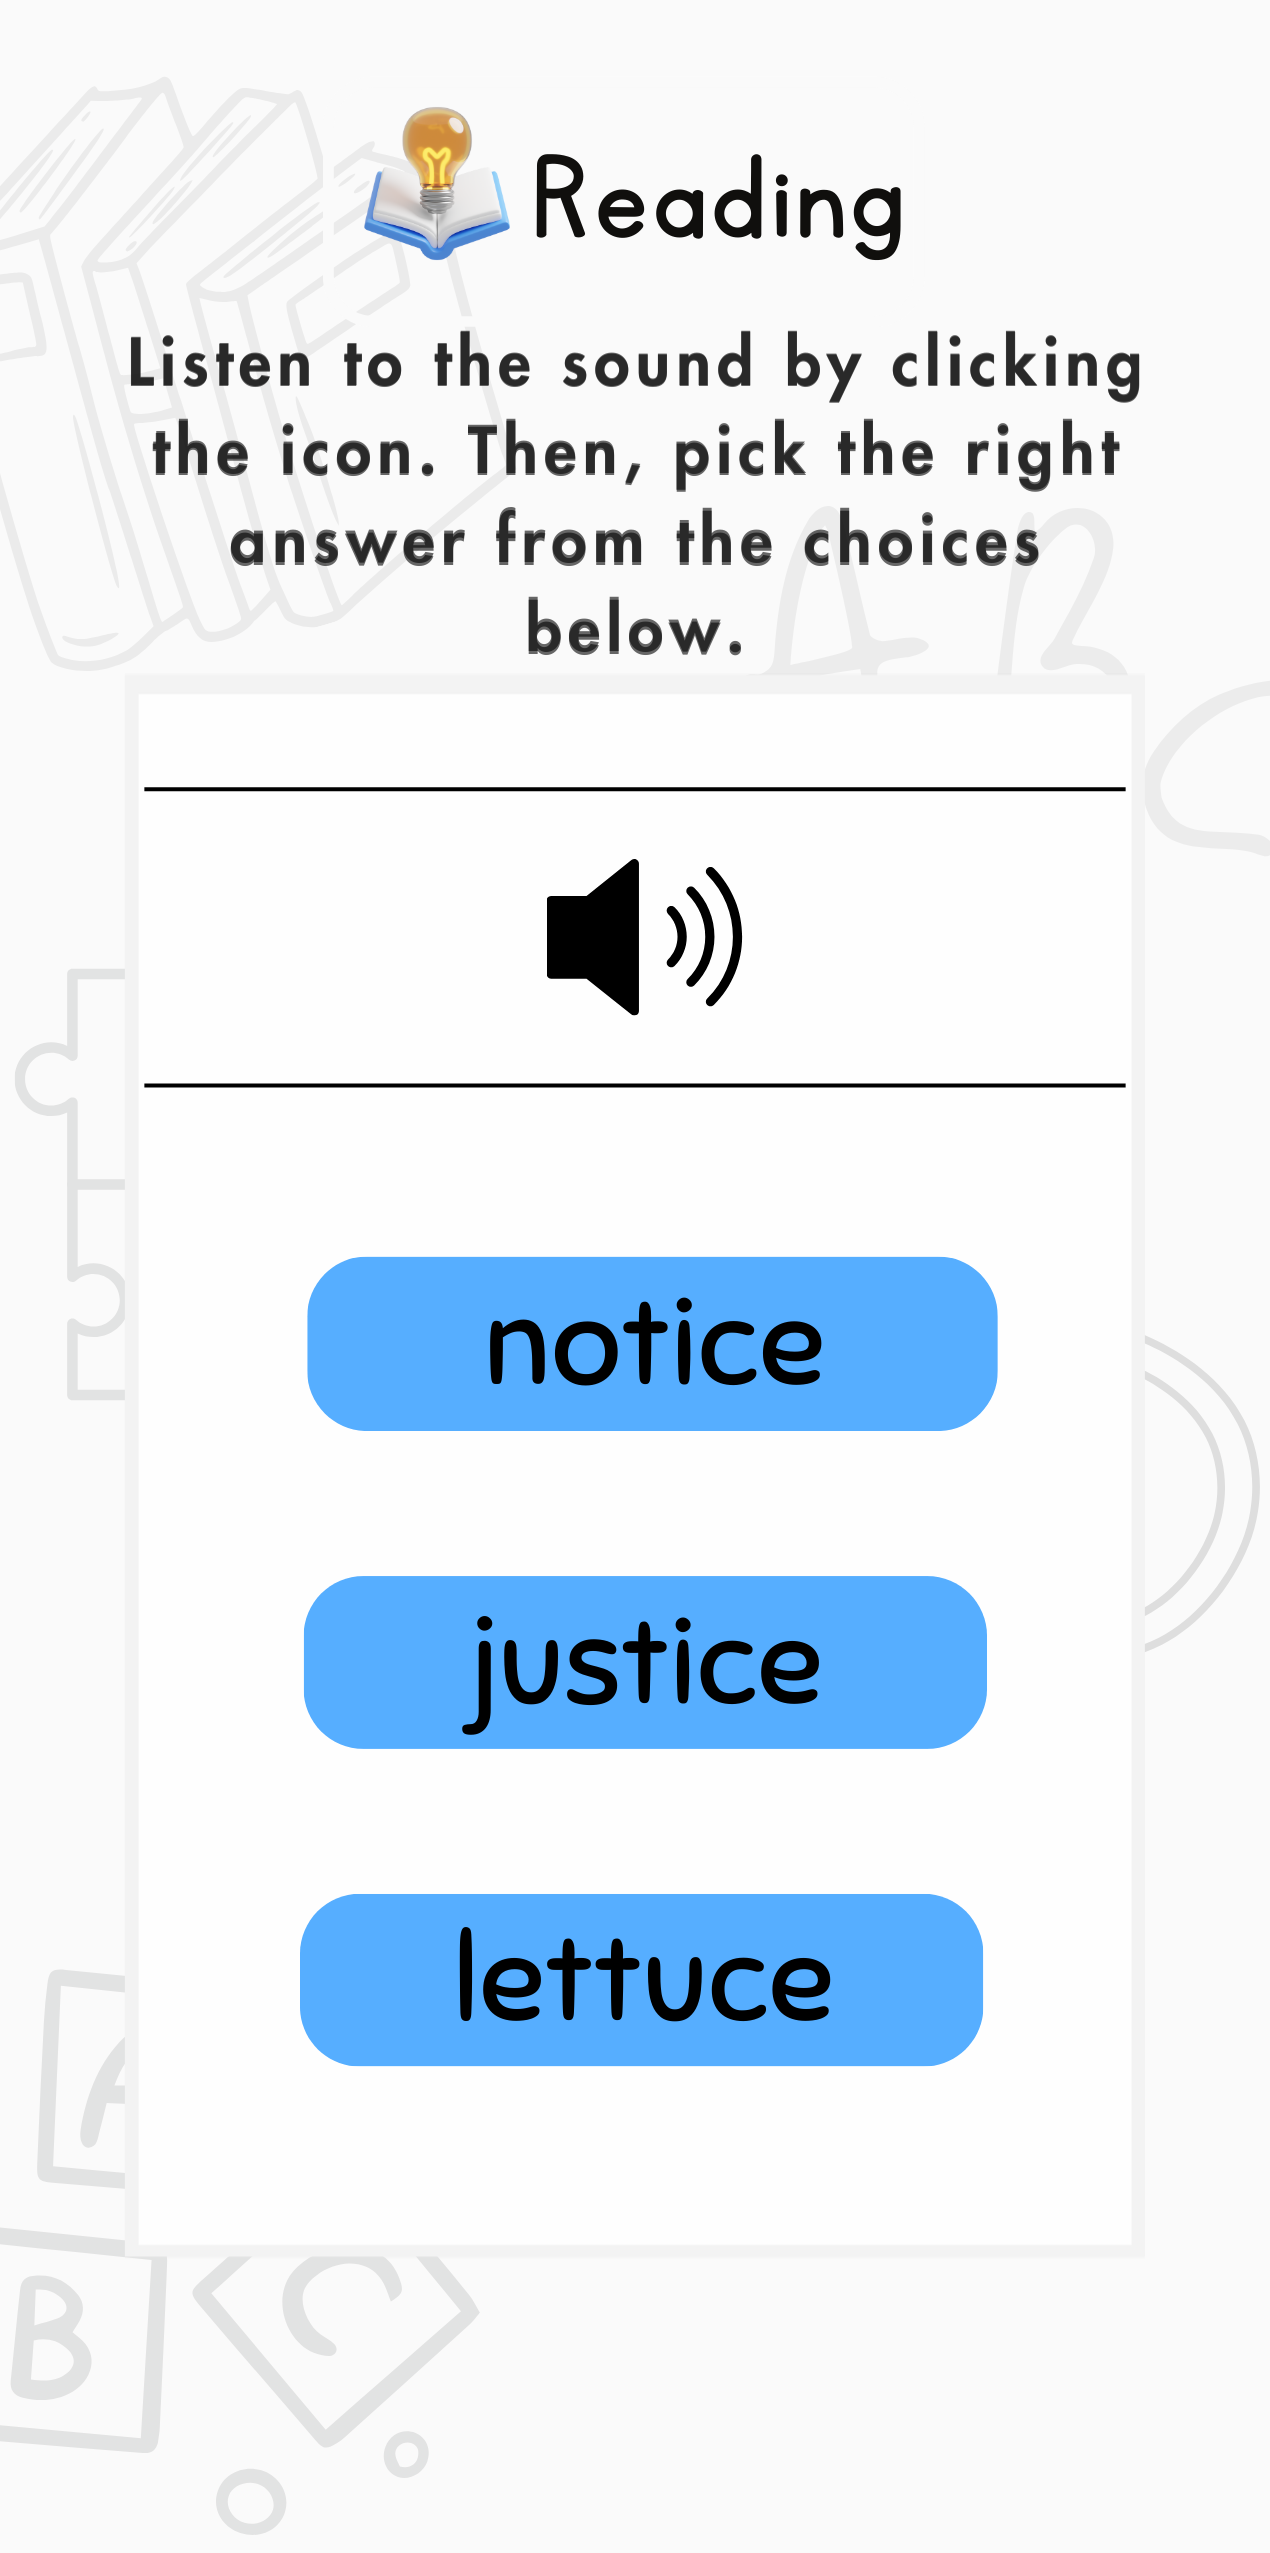 Reading
Listen to the sound by clicking
the icon. Then, pick the right
answer from the choices
below.
notice
justice
lettuce
A B
A
B
C